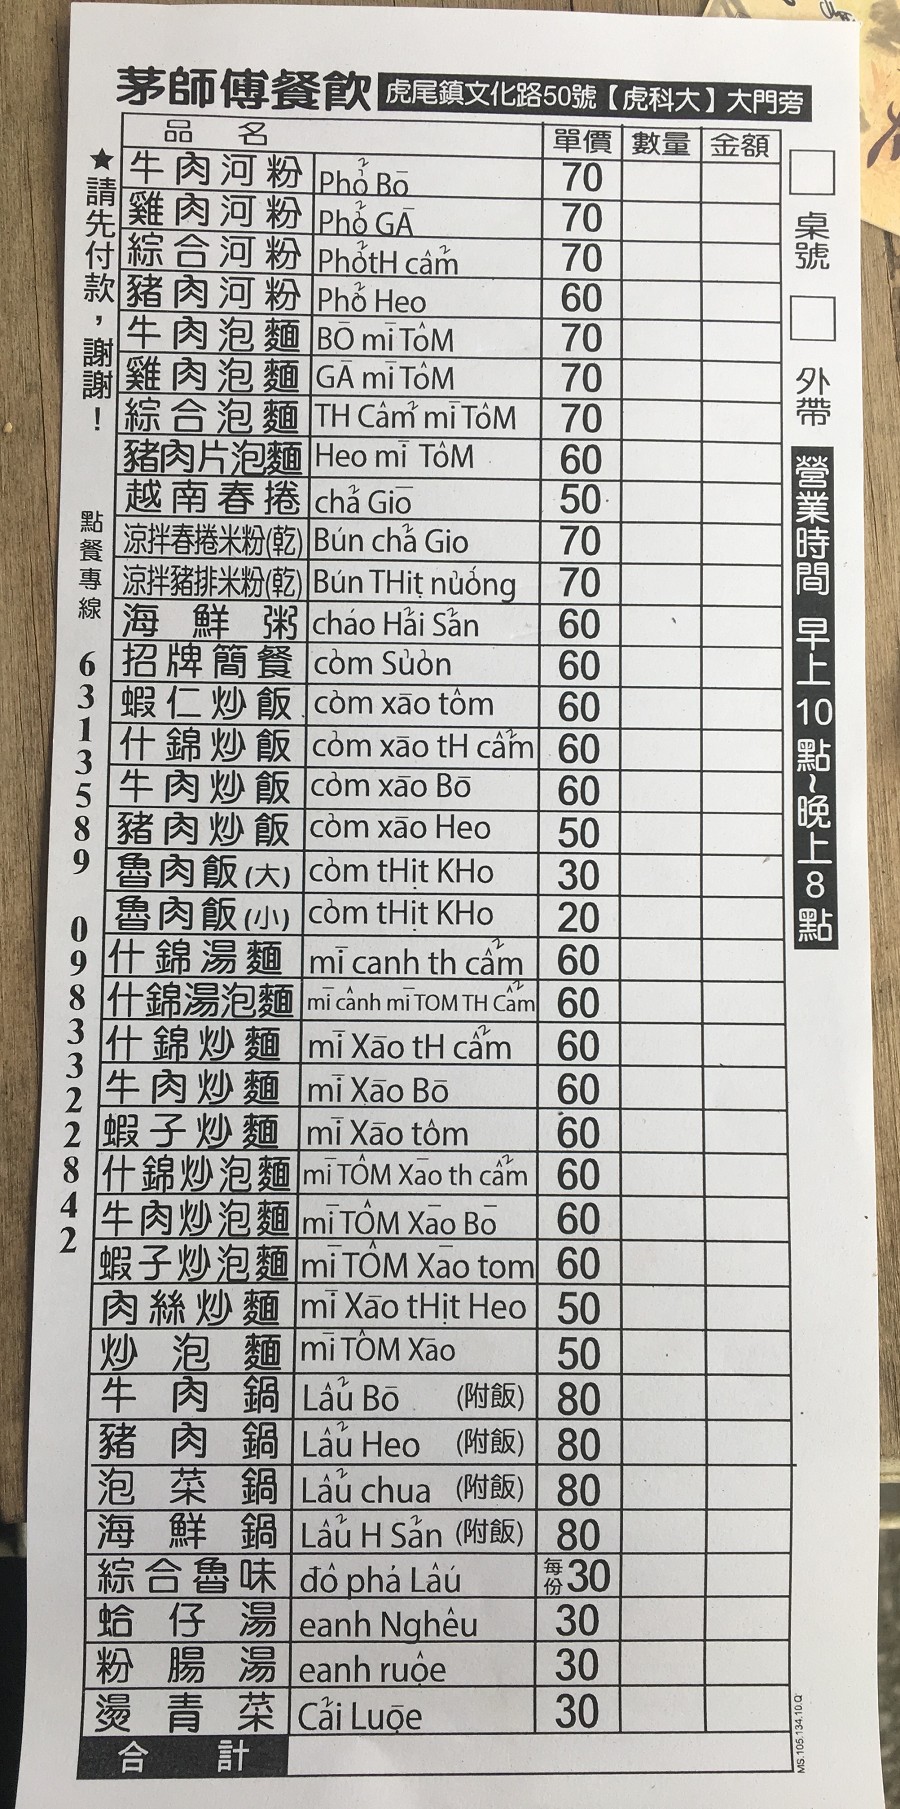 茅師傅餐飲 虎尾鎮文化路50號【虎科大】大門旁
品名 單價 數量 金額
牛肉河粉 Phở Bō 70
雞肉河粉 Phở GĀ 70
綜合河粉 PhởtH cẩm 70
豬肉河粉 Phở Heo 60
牛肉泡麵 BŌ mī TôM 70
雞肉泡麵 GĀ mī TôM 70
綜合泡麵 TH Cẩm mī TôM 70
豬肉片泡麵 Heo mī TôM 60
越南春捲 chả Giō 50
涼拌春捲米粉(乾) Bún chả Gio 70
涼拌豬排米粉(乾) Bún THịt nủống 70
海鮮粥 cháo Hải Sản 60
招牌簡餐 còm Sủòn 60
蝦仁炒飯 còm xāo tôm 60
什錦炒飯 còm xāo tH cẩm 60
牛肉炒飯 còm xāo Bō 60
豬肉炒飯 còm xāo Heo 50
魯肉飯(大) còm tHịt KHo 30
魯肉飯(小) còm tHịt KHo 20
什錦湯麵 mī canh th cẩm 60
什錦湯泡麵 mī cânh mī TOM TH Cẩm 60
什錦炒麵 mī Xāo tH cẩm 60
牛肉炒麵 mī Xāo Bō 60
蝦子炒麵 mī Xāo tôm 60
什錦炒泡麵 mī TÔM Xāo th cẩm 60
牛肉炒泡麵 mī TÔM Xāo Bō 60
蝦子炒泡麵 mī TÔM Xāo tom 60
肉絲炒麵 mī Xāo tHịt Heo 50
炒泡麵 mī TÔM Xāo 50
牛肉鍋 Lẩu Bō (附飯) 80
豬肉鍋 Lẩu Heo (附飯) 80
泡菜鍋 Lẩu chua (附飯) 80
海鮮鍋 Lẩu H Sản (附飯) 80
綜合魯味 đô phả Lâú 每份30
蛤仔湯 eanh Nghêu 30
粉腸湯 eanh ruộe 30
燙青菜 Cải Luōe 30
合計
★請先付款，謝謝！
點餐專線 6313589 0983322842
□桌號
□外帶
營業時間 早上10點~晚上8點
MS.105.134.10.Q